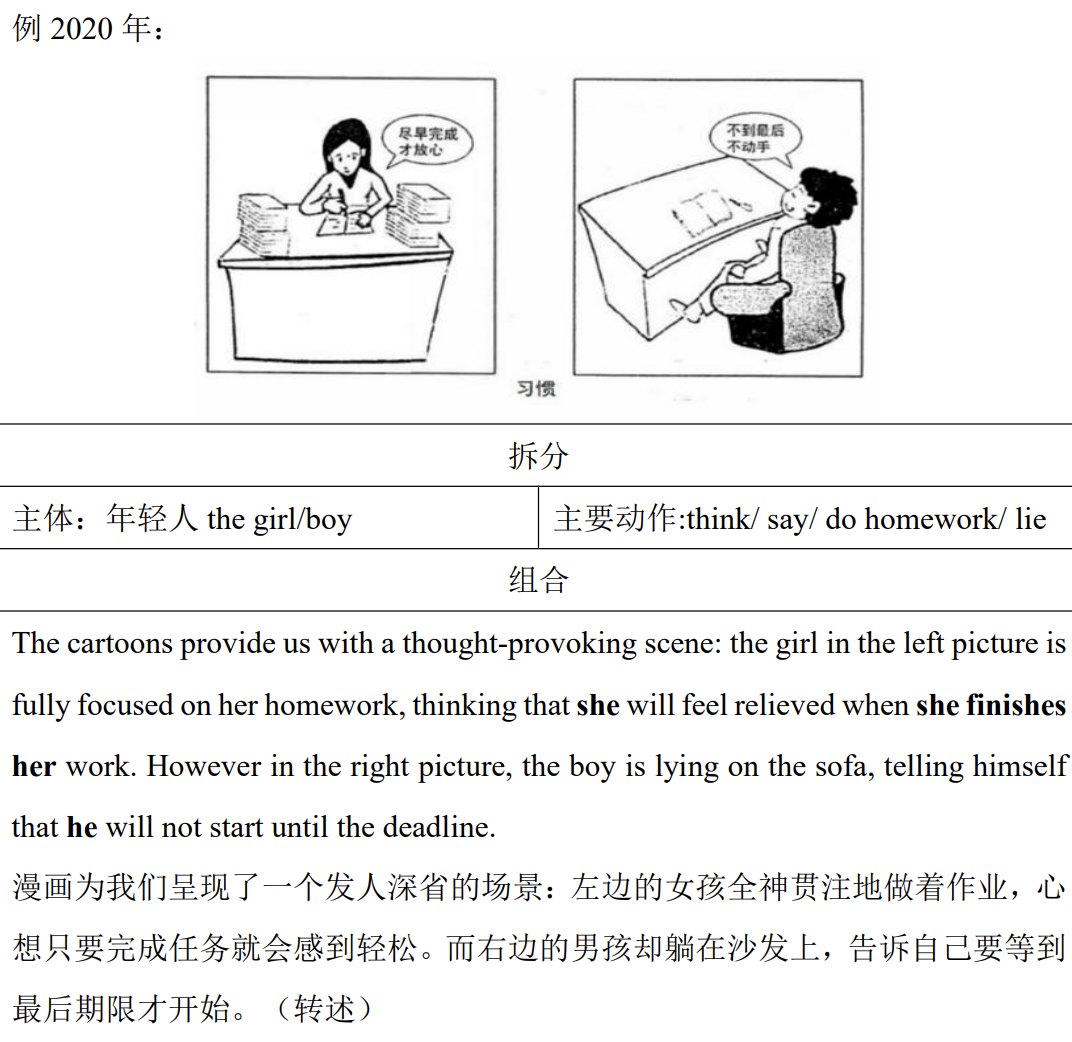 例 2020 年：
尽早完成
才放心
不到最后
不动手
习惯
拆分
主体：年轻人 the girl/boy
主要动作:think/ say/ do homework/ lie
组合
The cartoons provide us with a thought-provoking scene: the girl in the left picture is
fully focused on her homework, thinking that she will feel relieved when she finishes
her work. However in the right picture, the boy is lying on the sofa, telling himself
that he will not start until the deadline.
漫画为我们呈现了一个发人深省的场景：左边的女孩全神贯注地做着作业，心
想只要完成任务就会感到轻松。而右边的男孩却躺在沙发上，告诉自己要等到
最后期限才开始。（转述）